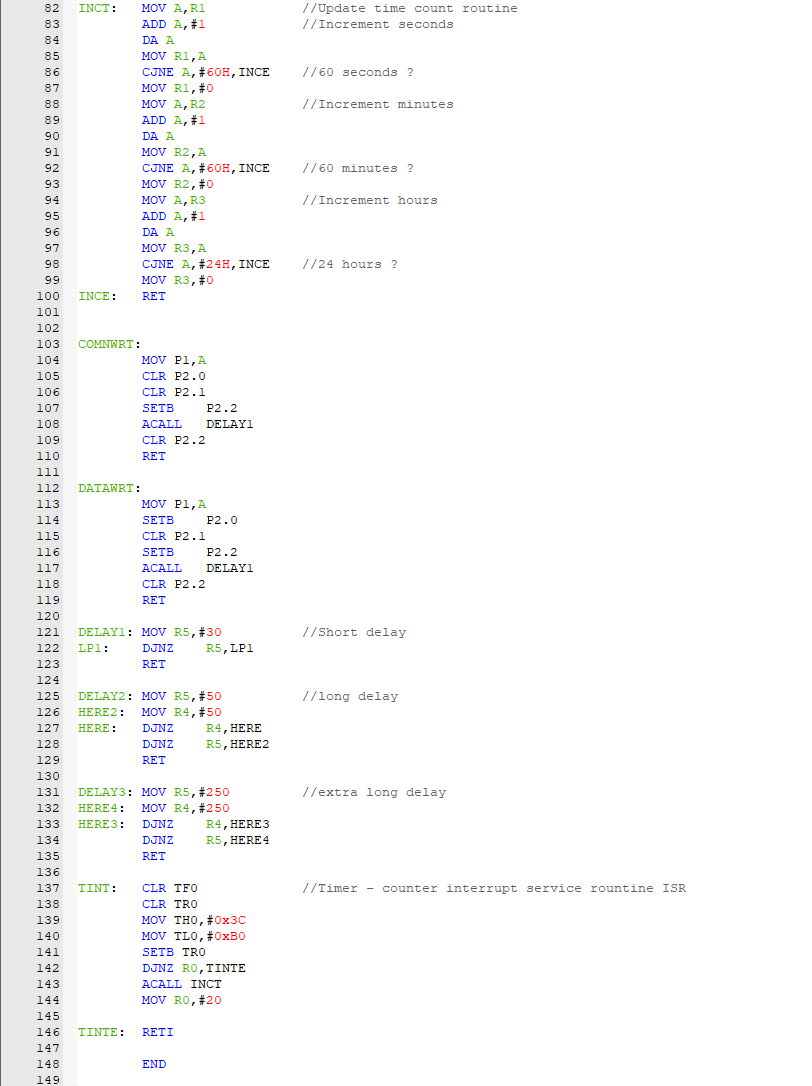 82 INCT: MOV A,R1 //Update time count routine
83 ADD A,#1 //Increment seconds
84 DA A
85 MOV R1,A
86 CJNE A,#60H,INCE //60 seconds ?
87 MOV R1,#0
88 MOV A,R2 //Increment minutes
89 ADD A,#1
90 DA A
91 MOV R2,A
92 CJNE A,#60H,INCE //60 minutes ?
93 MOV R2,#0
94 MOV A,R3 //Increment hours
95 ADD A,#1
96 DA A
97 MOV R3,A
98 CJNE A,#24H,INCE //24 hours ?
99 MOV R3,#0
100 INCE: RET
101
102
103 COMNWRT:
104 MOV P1,A
105 CLR P2.0
106 CLR P2.1
107 SETB P2.2
108 ACALL DELAY1
109 CLR P2.2
110 RET
111
112 DATAWRT:
113 MOV P1,A
114 SETB P2.0
115 CLR P2.1
116 SETB P2.2
117 ACALL DELAY1
118 CLR P2.2
119 RET
120
121 DELAY1: MOV R5,#30 //Short delay
122 LP1: DJNZ R5,LP1
123 RET
124
125 DELAY2: MOV R5,#50 //long delay
126 HERE2: MOV R4,#50
127 HERE: DJNZ R4,HERE
128 DJNZ R5,HERE2
129 RET
130
131 DELAY3: MOV R5,#250 //extra long delay
132 HERE4: MOV R4,#250
133 HERE3: DJNZ R4,HERE3
134 DJNZ R5,HERE4
135 RET
136
137 TINT: CLR TF0 //Timer - counter interrupt service rountine ISR
138 CLR TR0
139 MOV TH0,#0x3C
140 MOV TL0,#0xB0
141 SETB TR0
142 DJNZ R0,TINTE
143 ACALL INCT
144 MOV R0,#20
145
146 TINTE: RETI
147
148 END
149